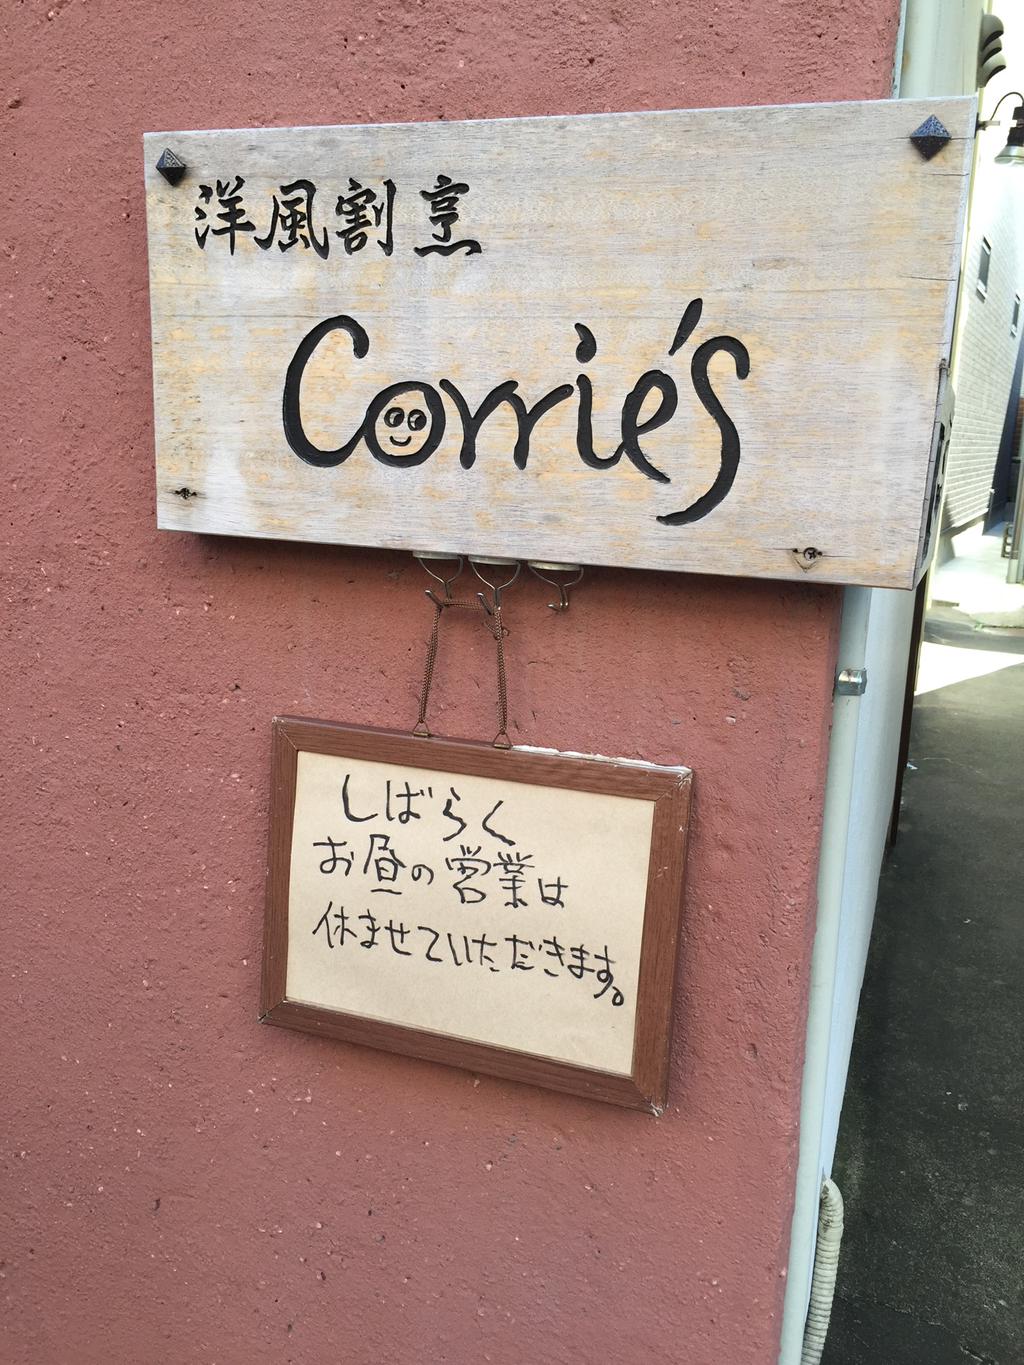 洋風割烹
Corrie's
しばらく
お昼の営業は
休ませていただきます。